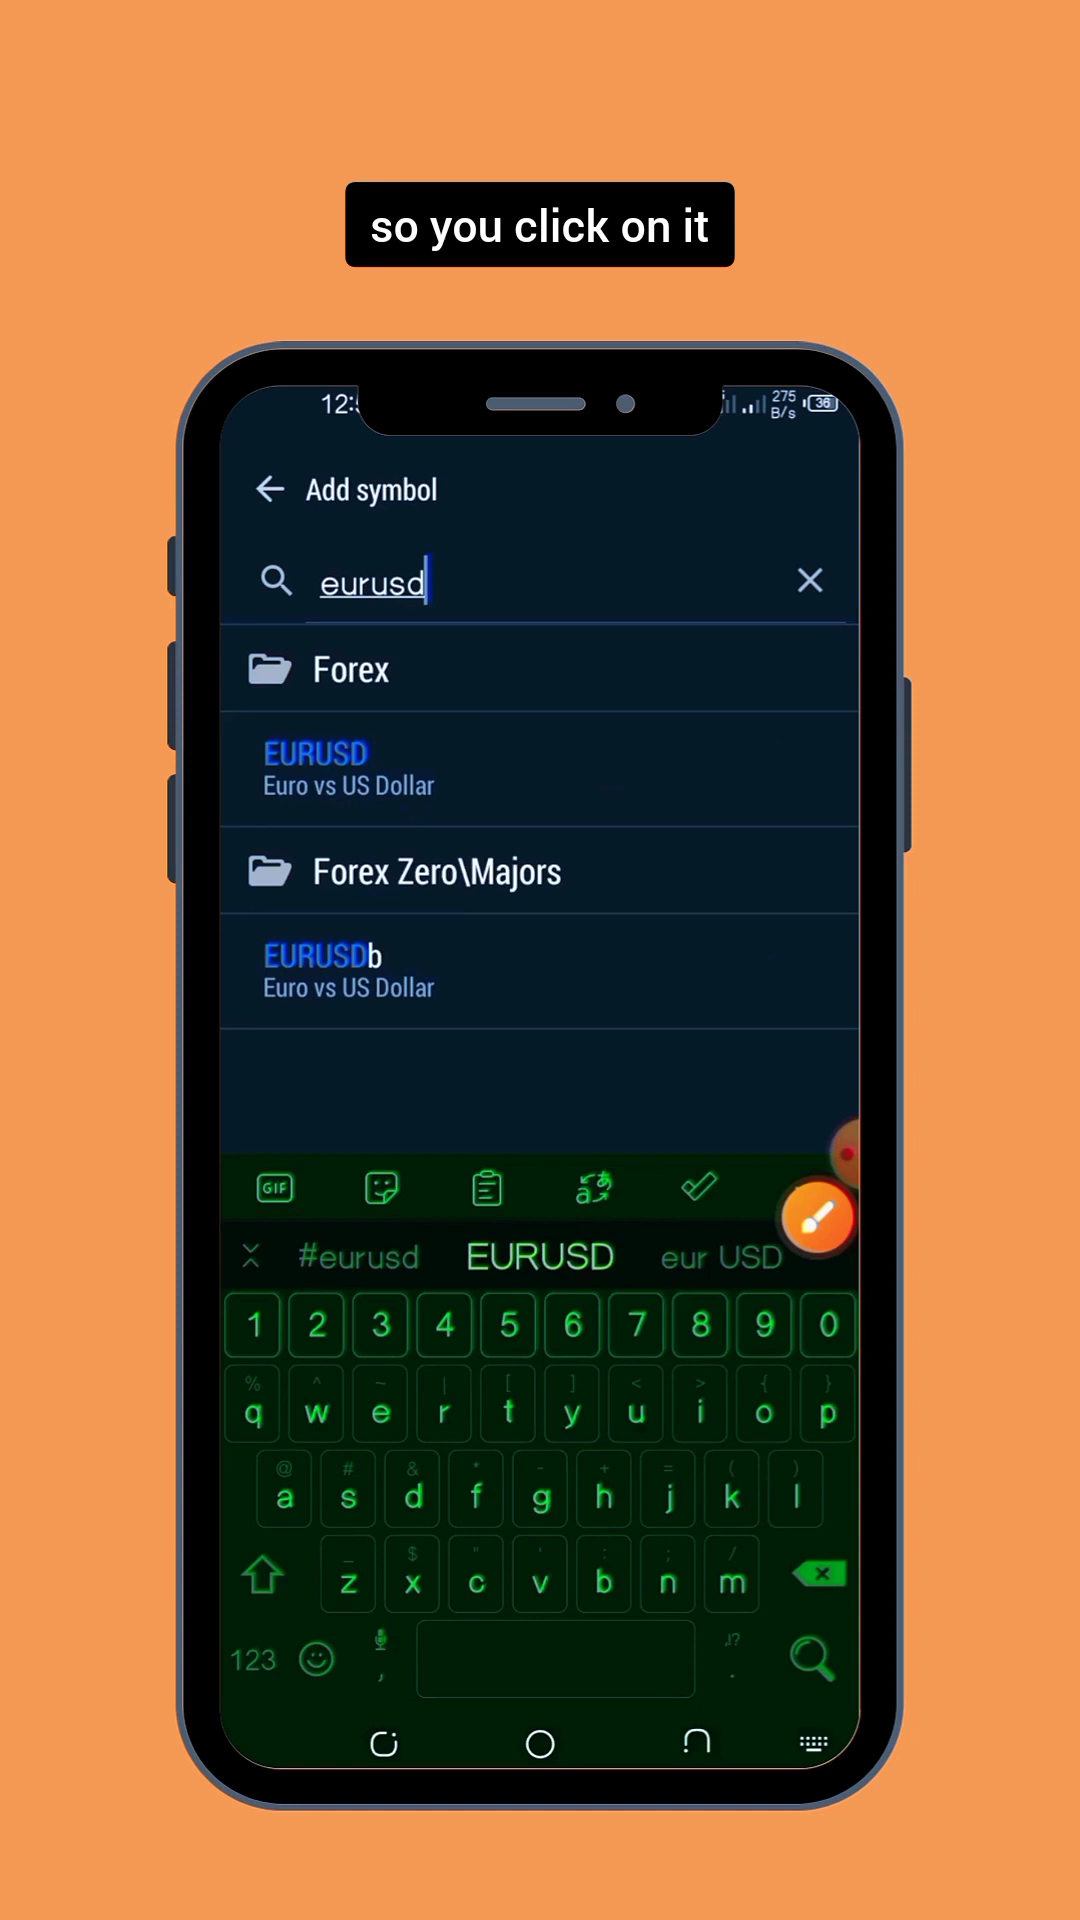 so you click on it
12:5
275
B/s
36
Add symbol
eurusd
Forex
EURUSD
Euro vs US Dollar
Forex Zero\Majors
EURUSDb
Euro vs US Dollar
GIF
#eurusd EURUSD eur USD
1 2 3 4 5 6 7 8 9 0
% ^ ~ | [ ] < > { }
q w e r t y u i o p
@ # & * - + = ( )
a s d f g h j k l
_ $ " ' : ; /
z x c v b n m
123 , .